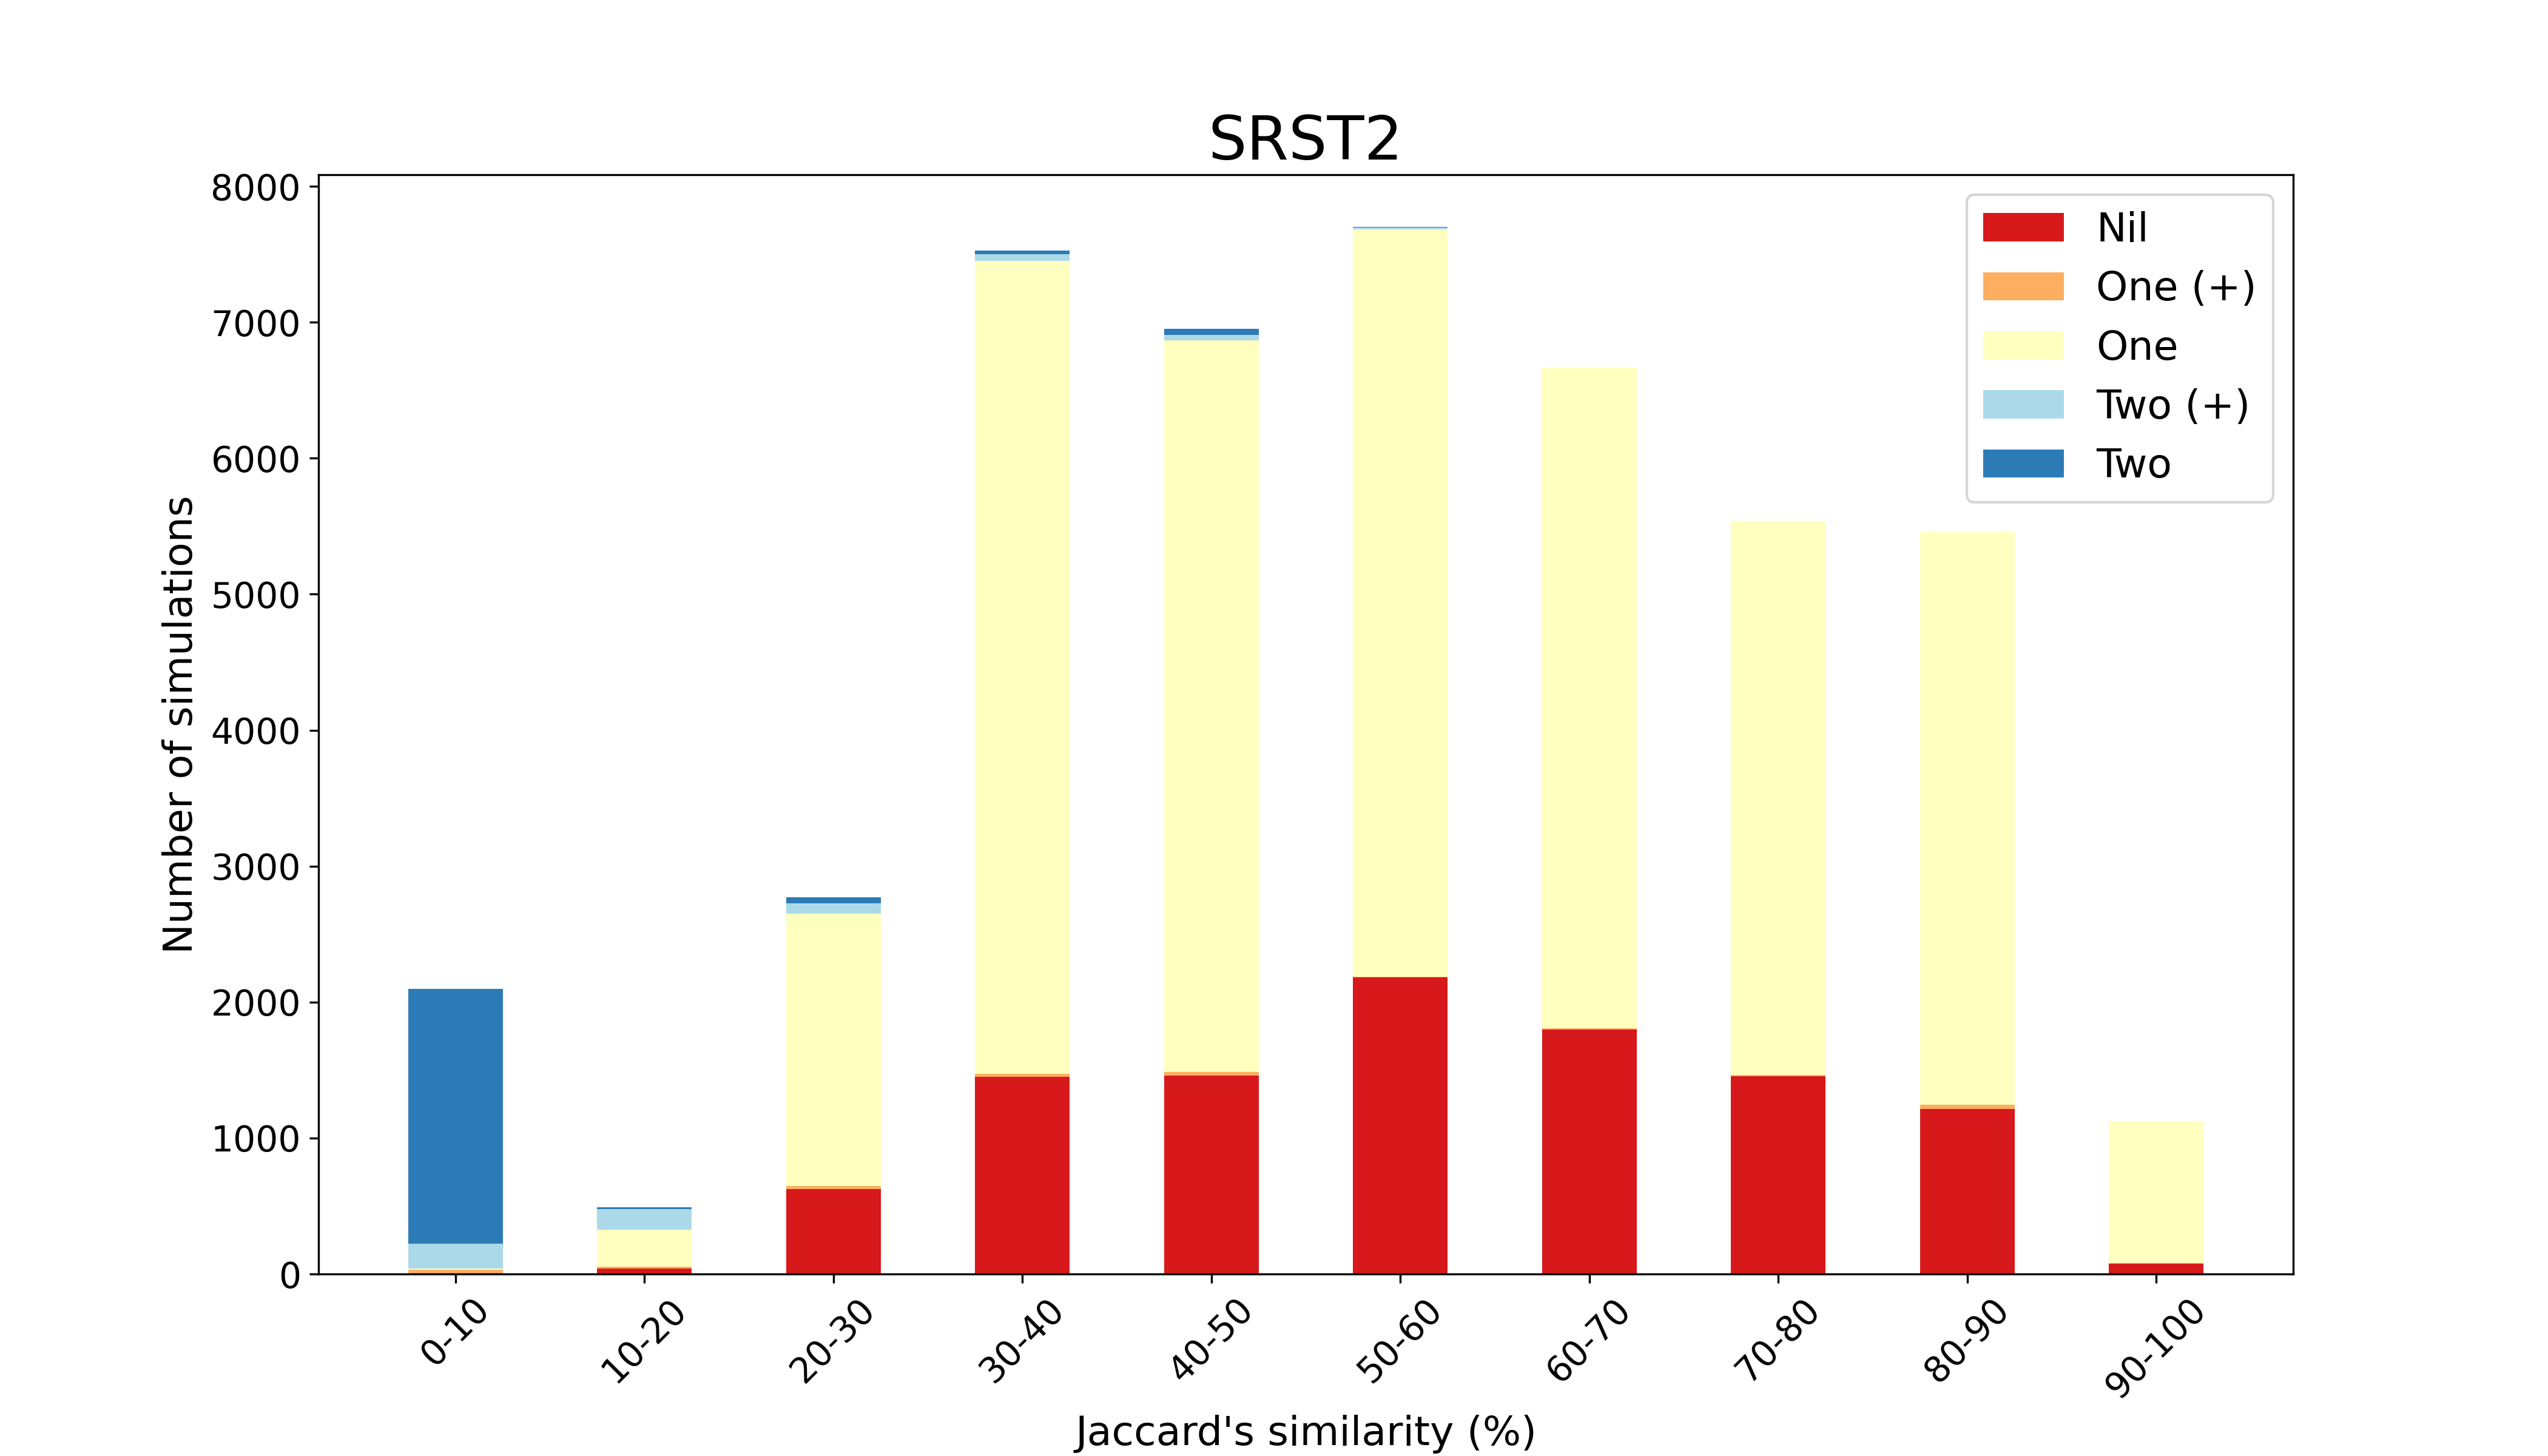 SRST2
8000
7000
6000
5000
4000
3000
2000
1000
0
Number of simulations
Nil
One (+)
One
Two (+)
Two
0-10
10-20
20-30
30-40
40-50
50-60
60-70
70-80
80-90
90-100
Jaccard's similarity (%)